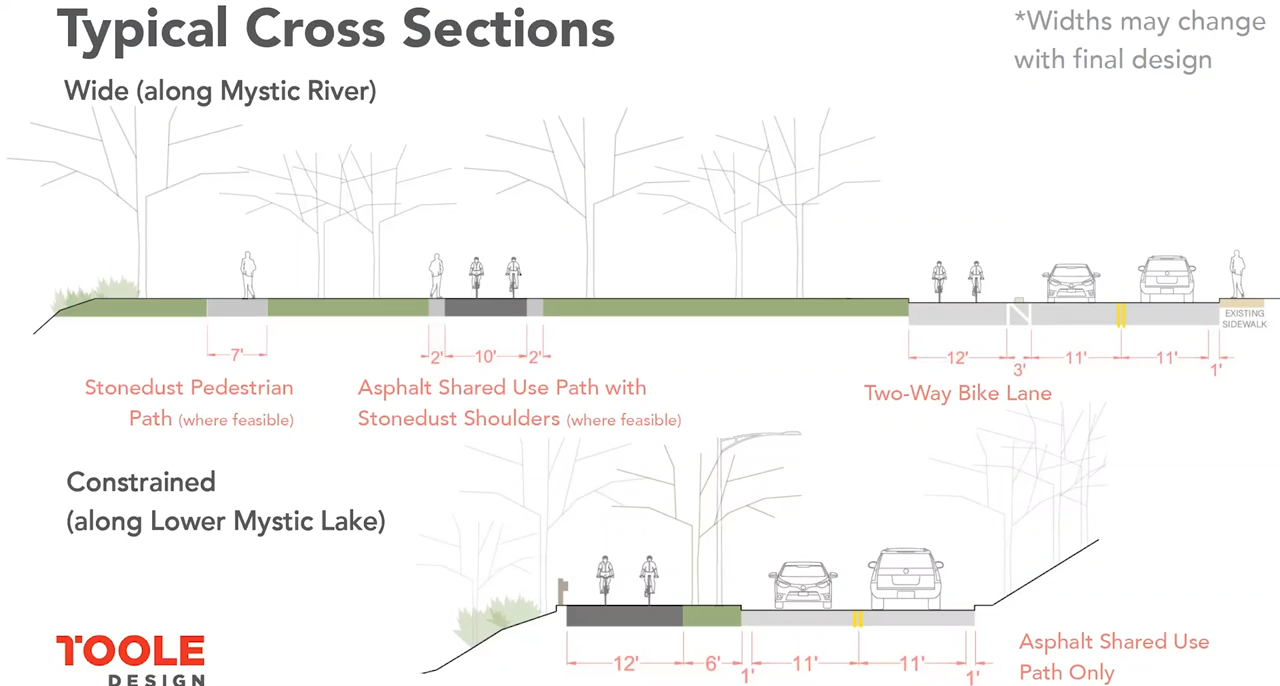 Typical Cross Sections
*Widths may change
with final design
Wide (along Mystic River)
EXISTING
SIDEWALK
7'
2'
10'
2'
12'
3'
11'
11'
1'
Stonedust Pedestrian
Path (where feasible)
Asphalt Shared Use Path with
Stonedust Shoulders (where feasible)
Two-Way Bike Lane
Constrained
(along Lower Mystic Lake)
12'
6'
1'
11'
11'
1'
Asphalt Shared Use
Path Only
TOOLE
DESIGN